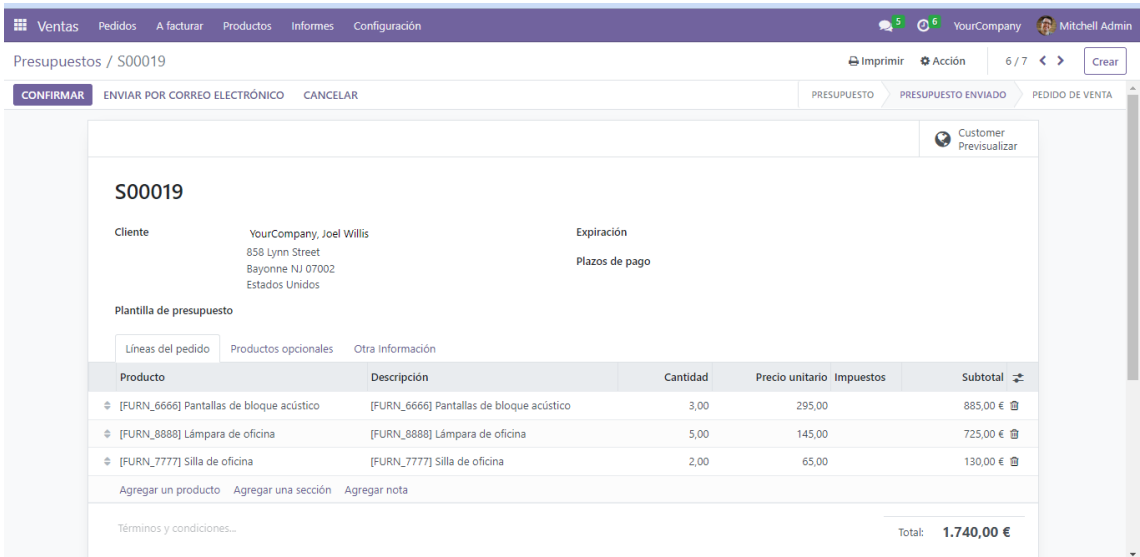 Ventas Pedidos A facturar Productos Informes Configuración 5 6 YourCompany Mitchell Admin
Presupuestos / S00019 Imprimir Acción 6 / 7 Crear
CONFIRMAR ENVIAR POR CORREO ELECTRÓNICO CANCELAR PRESUPUESTO PRESUPUESTO ENVIADO PEDIDO DE VENTA
Customer
Previsualizar
S00019
Cliente YourCompany, Joel Willis Expiración
858 Lynn Street
Bayonne NJ 07002 Plazos de pago
Estados Unidos
Plantilla de presupuesto
Líneas del pedido Productos opcionales Otra Información
Producto Descripción Cantidad Precio unitario Impuestos Subtotal
[FURN_6666] Pantallas de bloque acústico [FURN_6666] Pantallas de bloque acústico 3,00 295,00 885,00 €
[FURN_8888] Lámpara de oficina [FURN_8888] Lámpara de oficina 5,00 145,00 725,00 €
[FURN_7777] Silla de oficina [FURN_7777] Silla de oficina 2,00 65,00 130,00 €
Agregar un producto Agregar una sección Agregar nota
Términos y condiciones... Total: 1.740,00 €